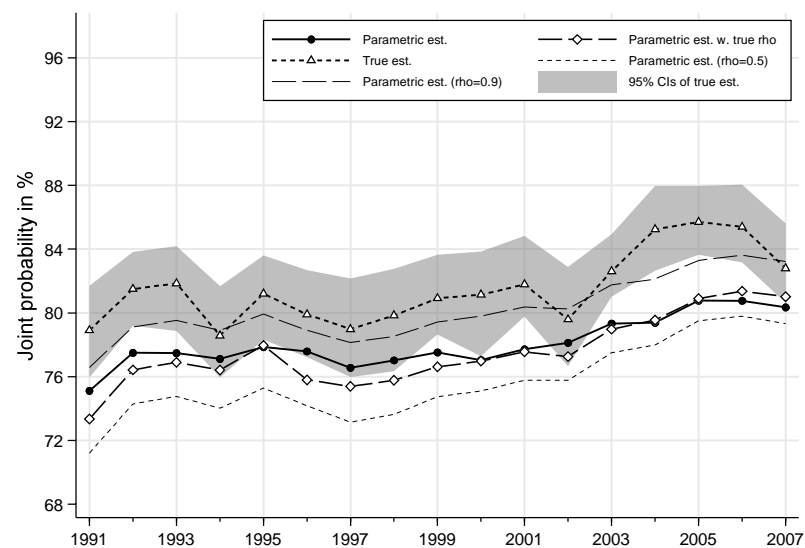 Parametric est.
Parametric est. w. true rho
True est.
Parametric est. (rho=0.5)
Parametric est. (rho=0.9)
95% CIs of true est.
Joint probability in %
96
92
88
84
80
76
72
68
1991 1993 1995 1997 1999 2001 2003 2005 2007